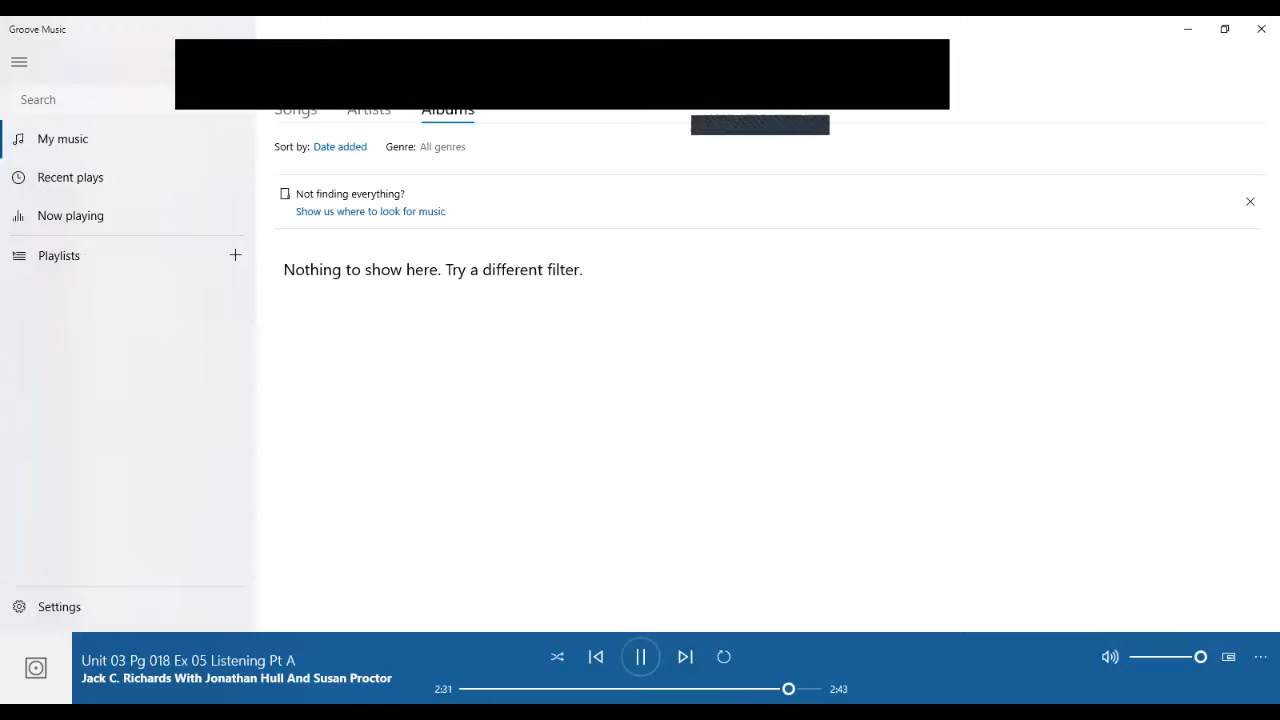 Groove Music
Search
Songs Artists Albums
My music
Sort by: Date added Genre: All genres
Recent plays
Not finding everything?
Show us where to look for music
Now playing
Playlists
Nothing to show here. Try a different filter.
Settings
Unit 03 Pg 018 Ex 05 Listening Pt A
Jack C. Richards With Jonathan Hull And Susan Proctor
2:31
2:43